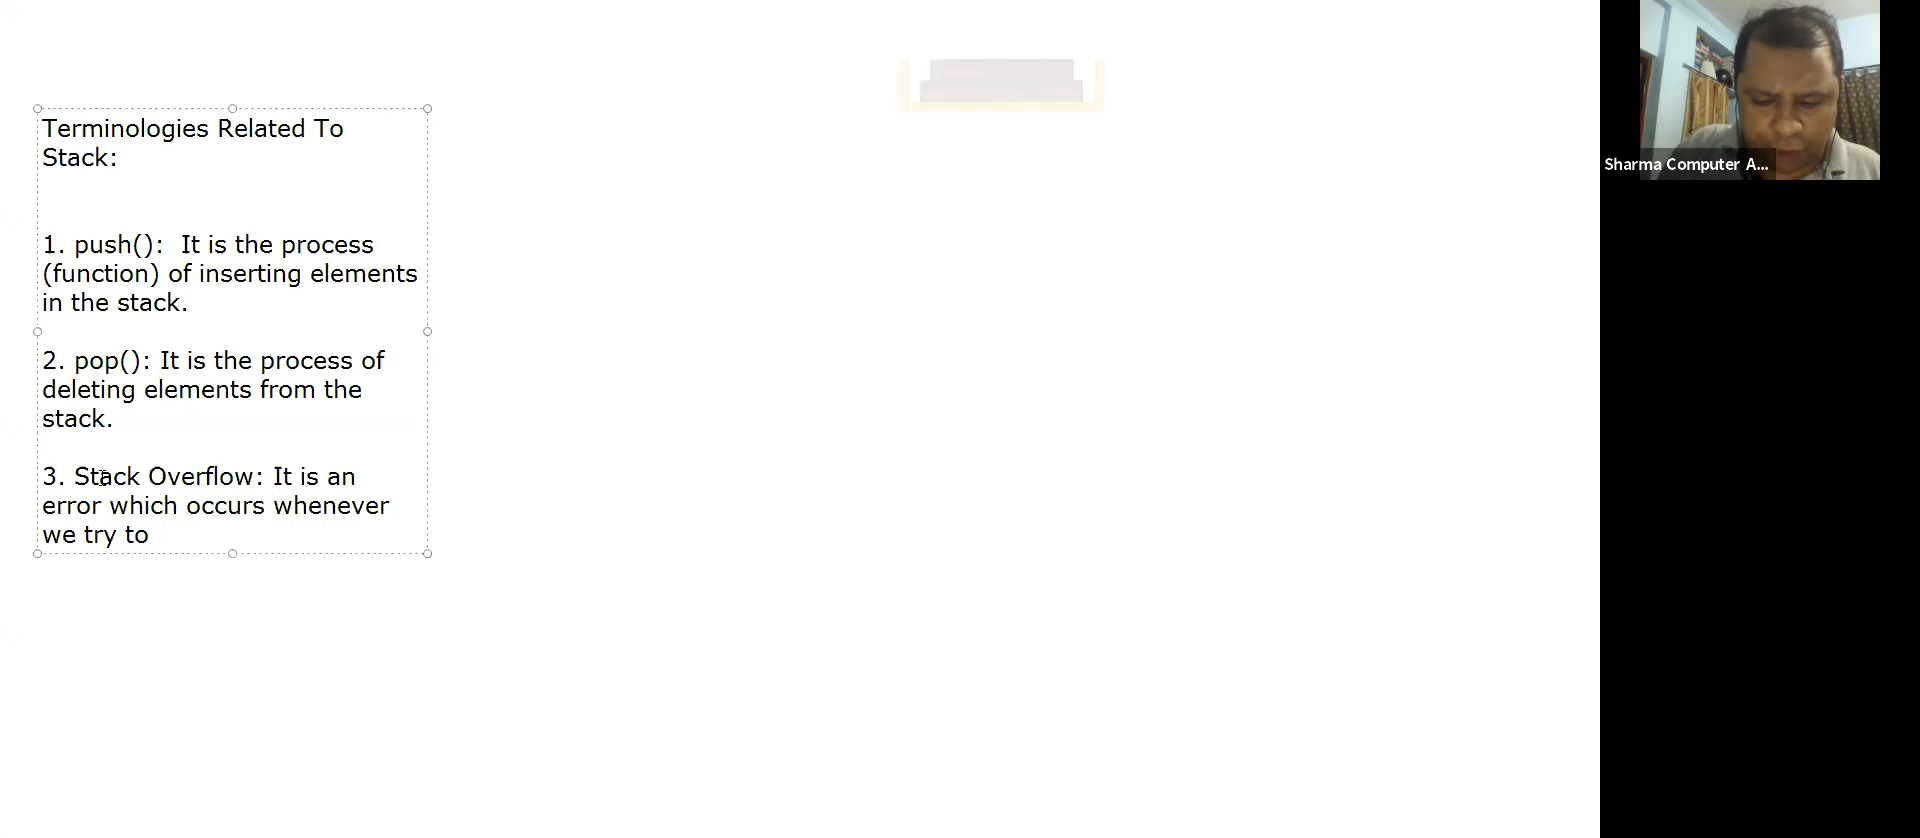 Terminologies Related To
Stack:
1. push():  It is the process
(function) of inserting elements
in the stack.
2. pop(): It is the process of
deleting elements from the
stack.
3. Stack Overflow: It is an
error which occurs whenever
we try to
Sharma Computer A...